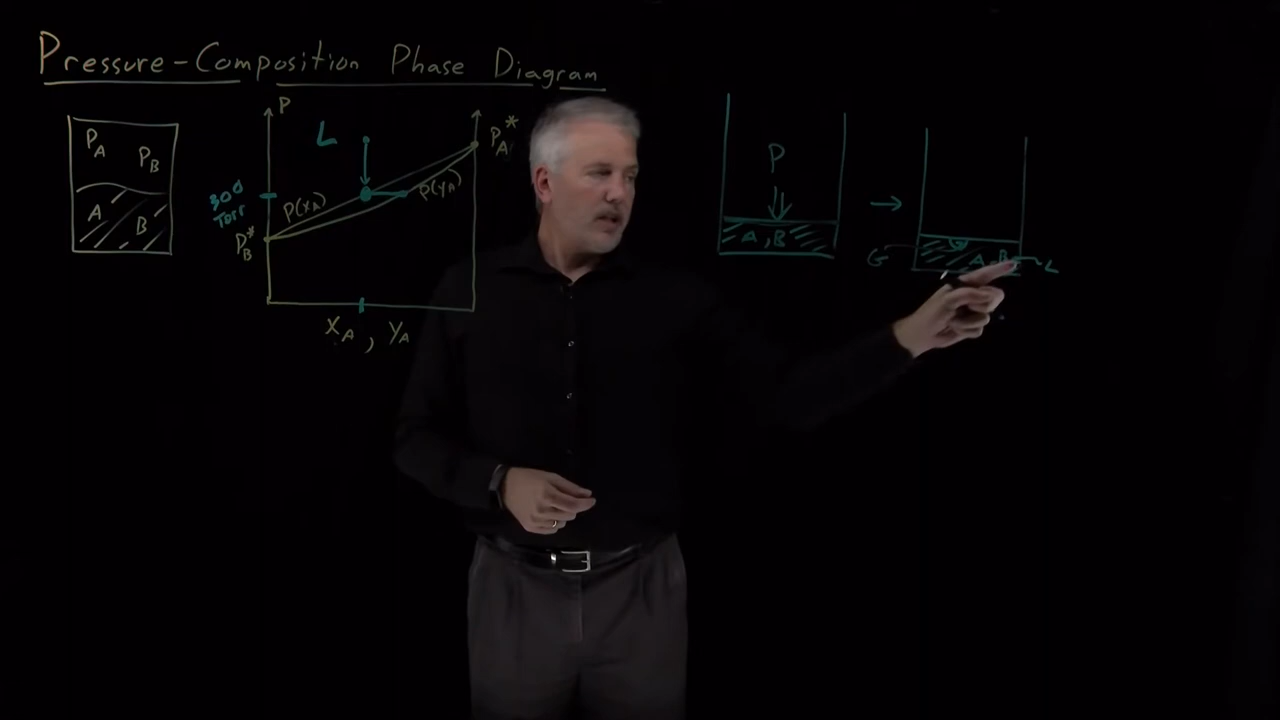 Pressure-Composition Phase Diagram
P_A
P_B
A
B
P
L
P_A^*
300
Torr
p(x_A)
p(y_A)
P_B^*
x_A, y_A
P
A, B
→
G
G
A, B
L